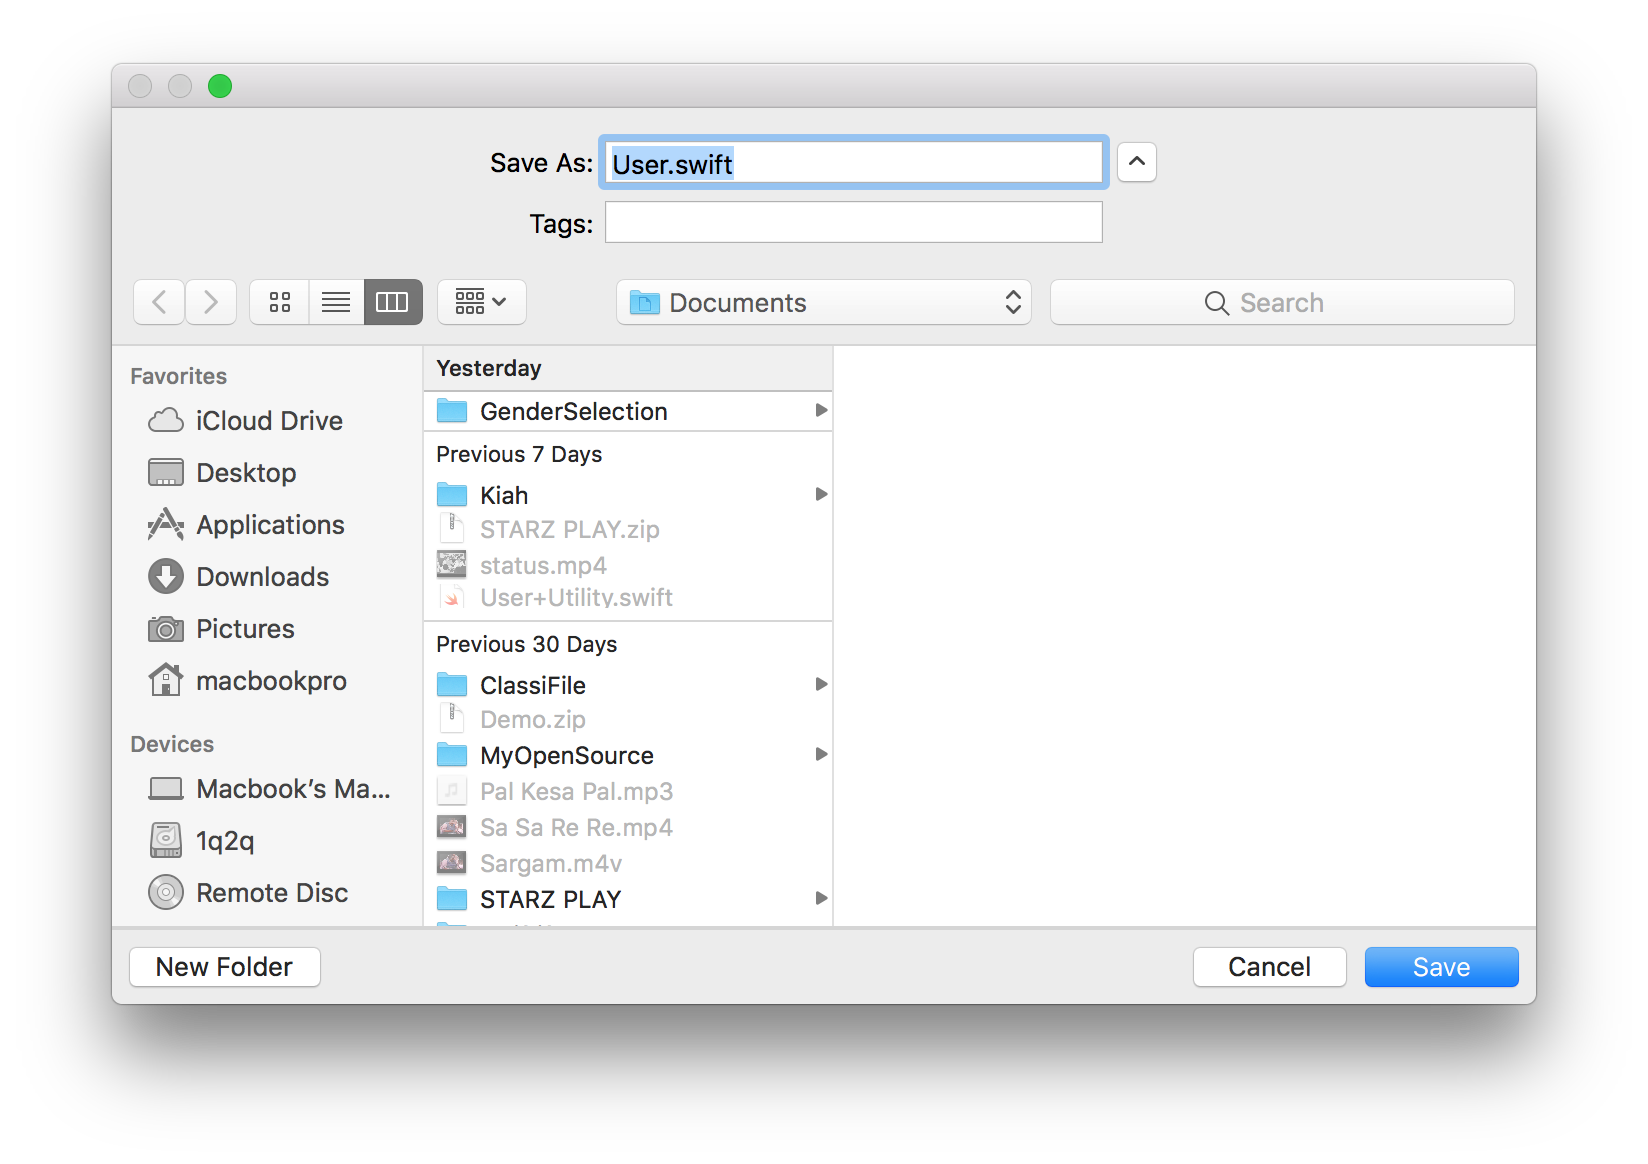 Save As: User.swift
Tags:
Documents
Search
Favorites
iCloud Drive
Desktop
Applications
Downloads
Pictures
macbookpro
Devices
Macbook’s Ma...
1q2q
Remote Disc
Yesterday
GenderSelection
Previous 7 Days
Kiah
STARZ PLAY.zip
status.mp4
User+Utility.swift
Previous 30 Days
ClassiFile
Demo.zip
MyOpenSource
Pal Kesa Pal.mp3
Sa Sa Re Re.mp4
Sargam.m4v
STARZ PLAY
New Folder
Cancel
Save